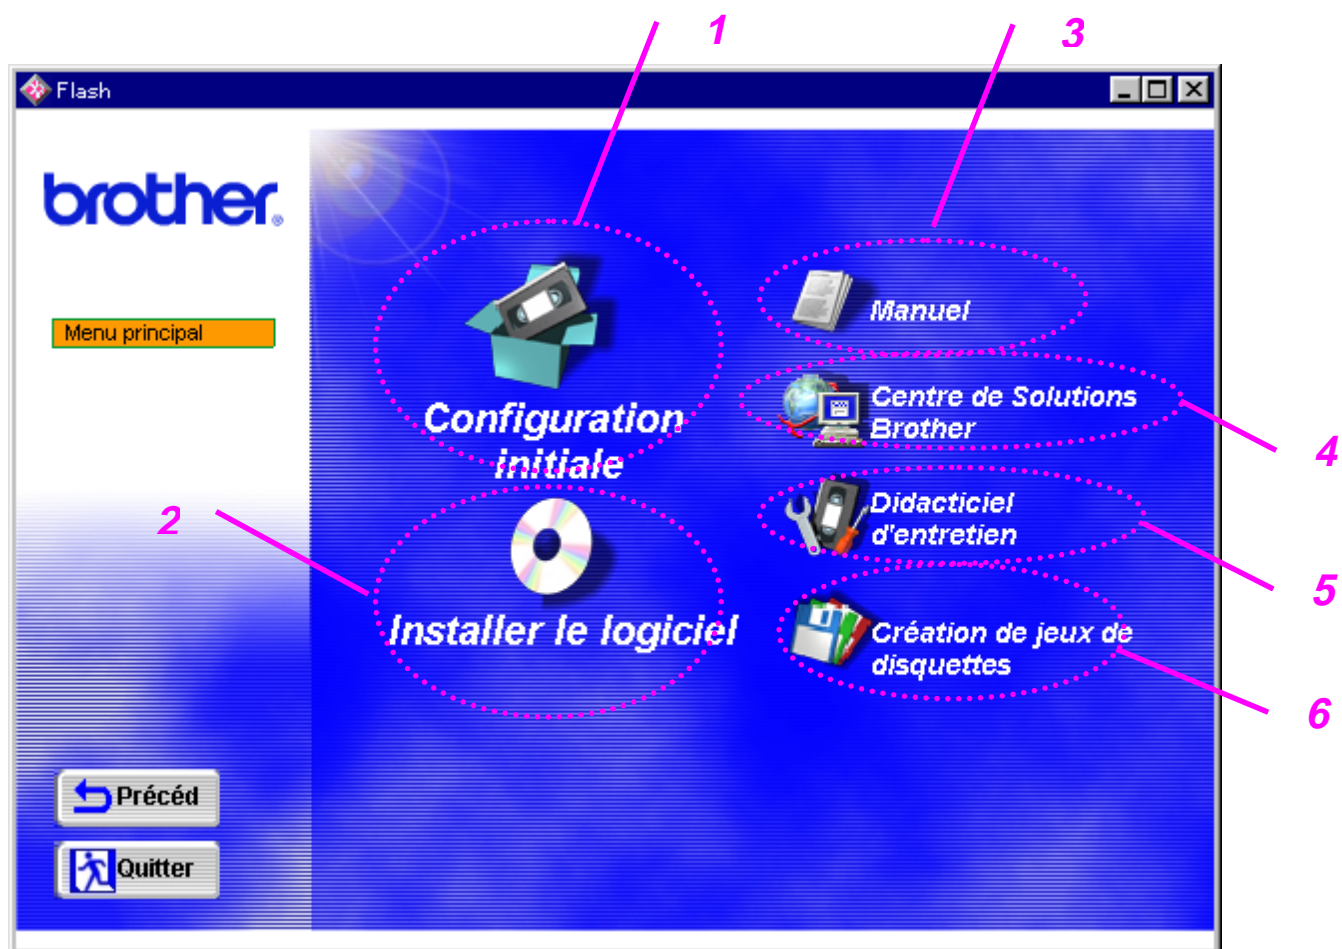 1
3
Flash
brother®
Menu principal
Configuration
initiale
Manuel
Centre de Solutions
Brother
4
2
Didacticiel
d'entretien
5
Installer le logiciel
Création de jeux de
disquettes
6
Précéd
Quitter